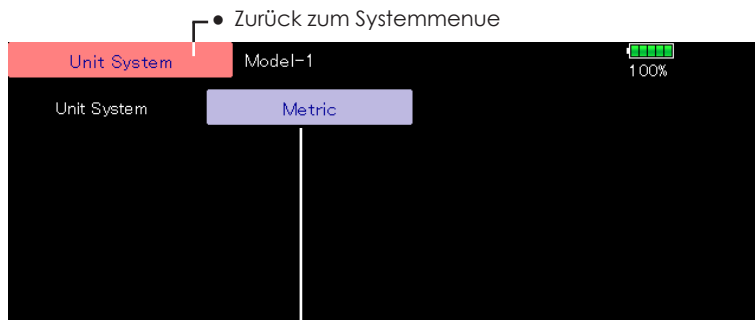 ● Zurück zum Systemmenue
Unit System Model-1
100%
Unit System Metric